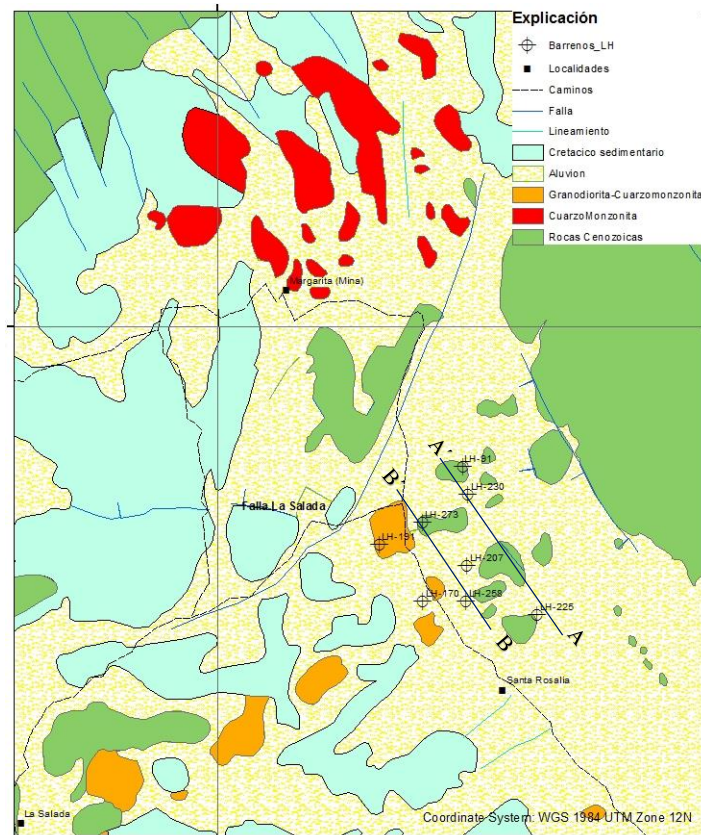 Explicación
Barrenos_LH
Localidades
Caminos
Falla
Lineamiento
Cretacico sedimentario
Aluvion
Granodiorita-Cuarzomonzonita
CuarzoMonzonita
Rocas Cenozoicas
Margarita (Mina)
A´
LH-91
B´
LH-230
Falla La Salada
LH-273
LH-191
LH-207
LH-170
LH-258
LH-225
B
A
Santa Rosalia
La Salada
Coordinate System: WGS 1984 UTM Zone 12N